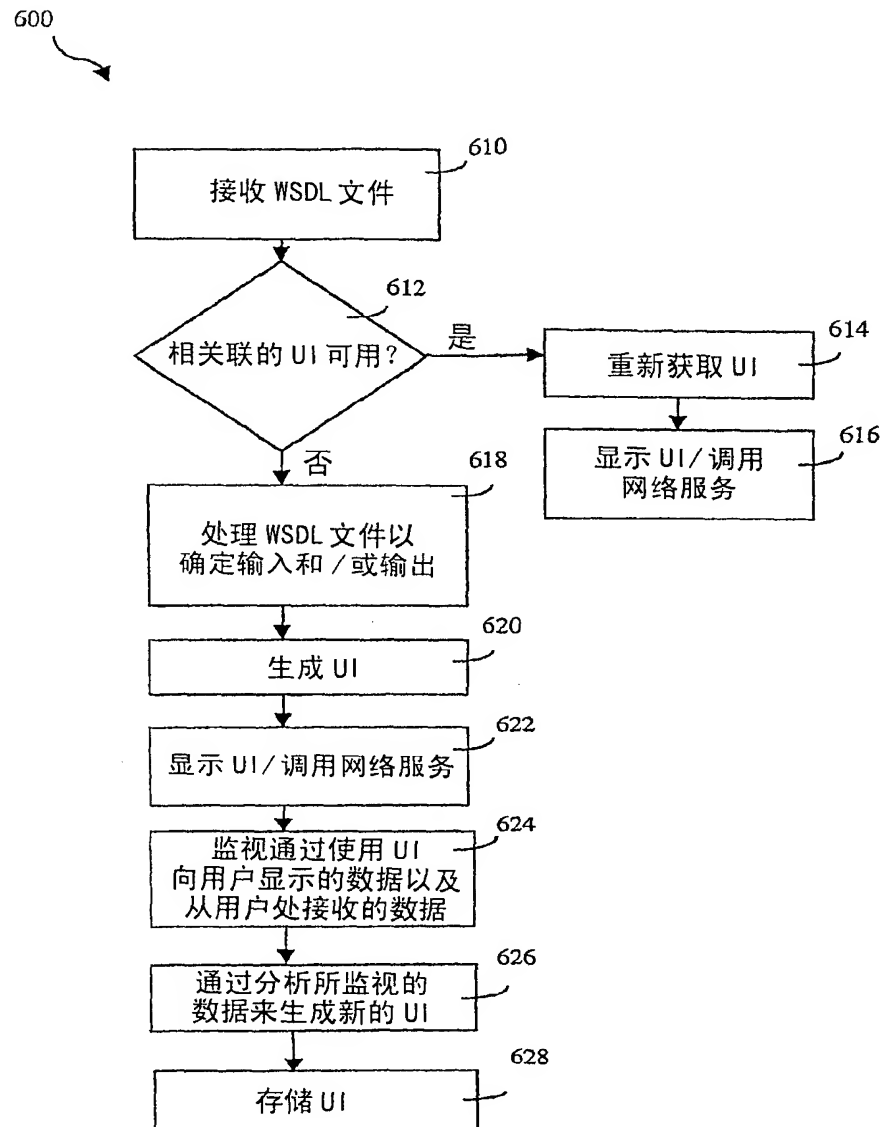 600
610
接收 WSDL 文件
612
相关联的 UI 可用？
是
614
重新获取 UI
616
显示 UI/调用
网络服务
否
618
处理 WSDL 文件以
确定输入和/或输出
620
生成 UI
622
显示 UI/调用网络服务
624
监视通过使用 UI
向用户显示的数据以及
从用户处接收的数据
626
通过分析所监视的
数据来生成新的 UI
628
存储 UI